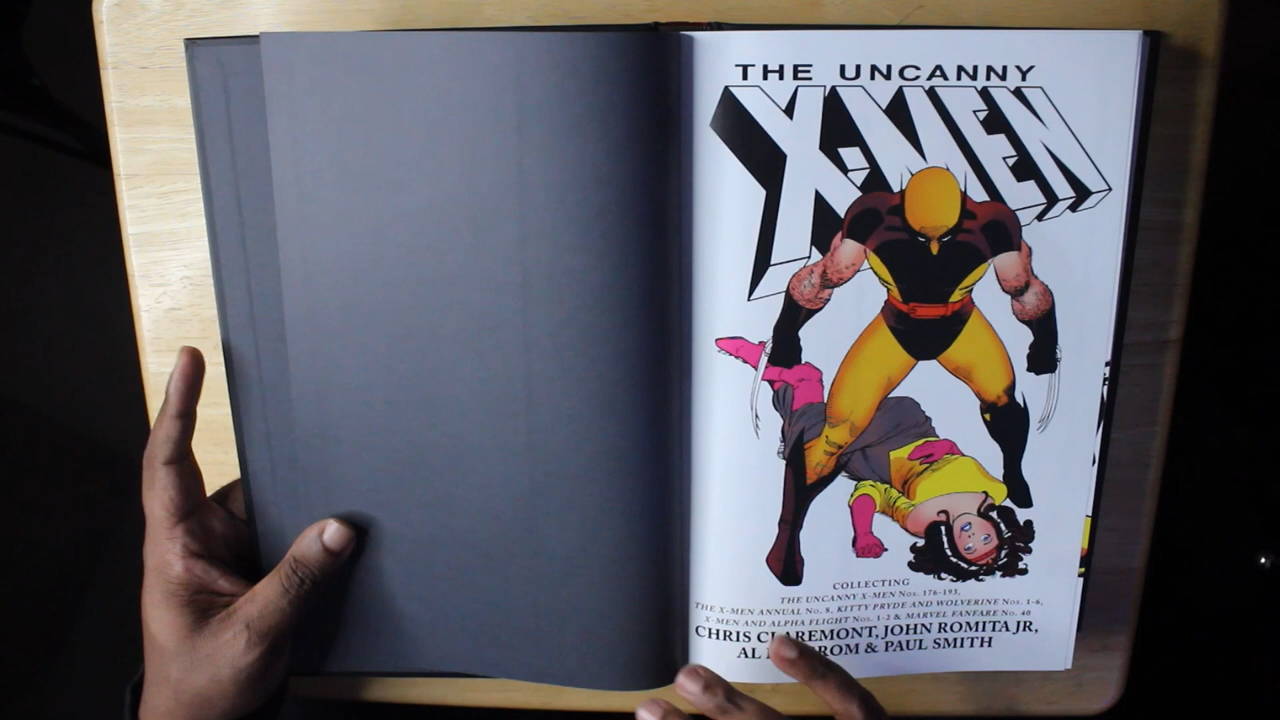 THE UNCANNY
X-MEN
COLLECTING
THE UNCANNY X-MEN Nos. 176-193,
THE X-MEN ANNUAL No. 8, KITTY PRYDE AND WOLVERINE Nos. 1-6,
X-MEN AND ALPHA FLIGHT Nos. 1-2 & MARVEL FANFARE No. 40
CHRIS CLAREMONT, JOHN ROMITA JR,
AL & PAUL SMITH